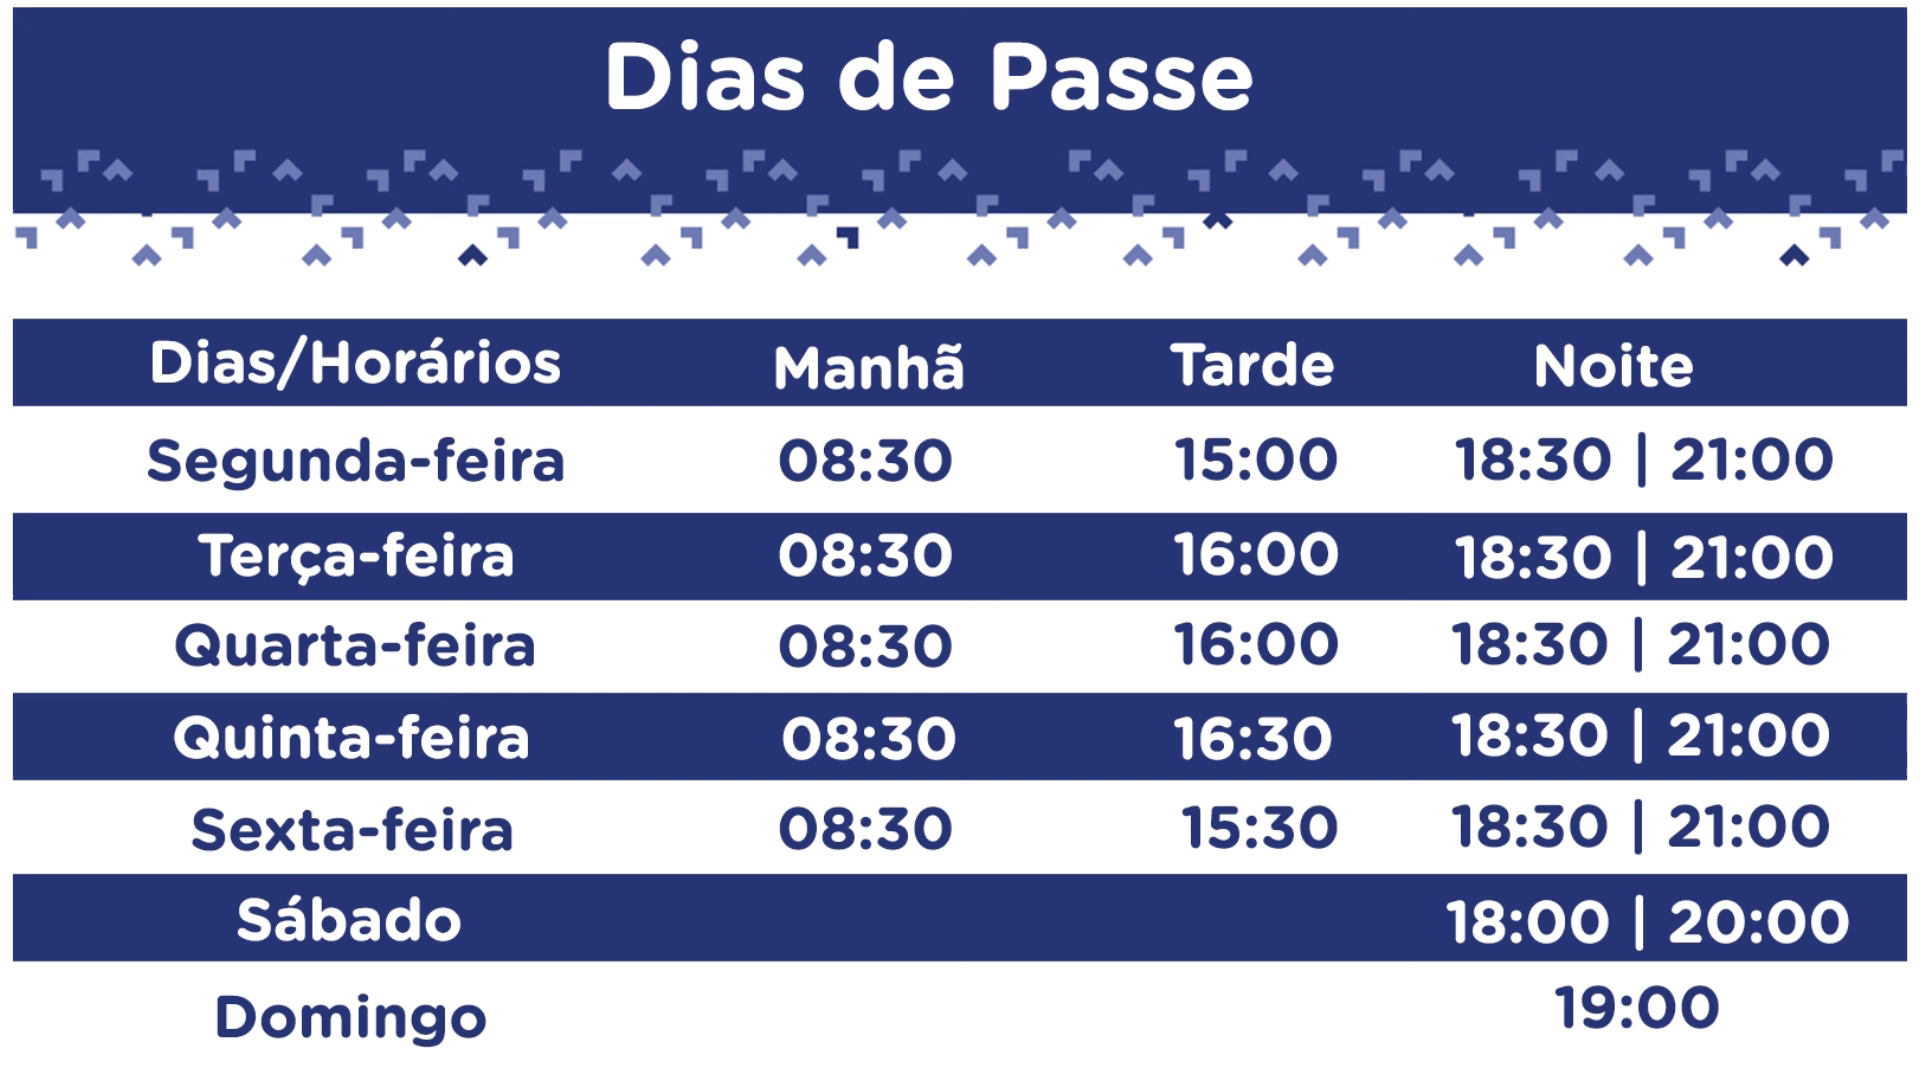 Dias de Passe
Dias/Horários Manhã Tarde Noite
Segunda-feira 08:30 15:00 18:30 | 21:00
Terça-feira 08:30 16:00 18:30 | 21:00
Quarta-feira 08:30 16:00 18:30 | 21:00
Quinta-feira 08:30 16:30 18:30 | 21:00
Sexta-feira 08:30 15:30 18:30 | 21:00
Sábado 18:00 | 20:00
Domingo 19:00